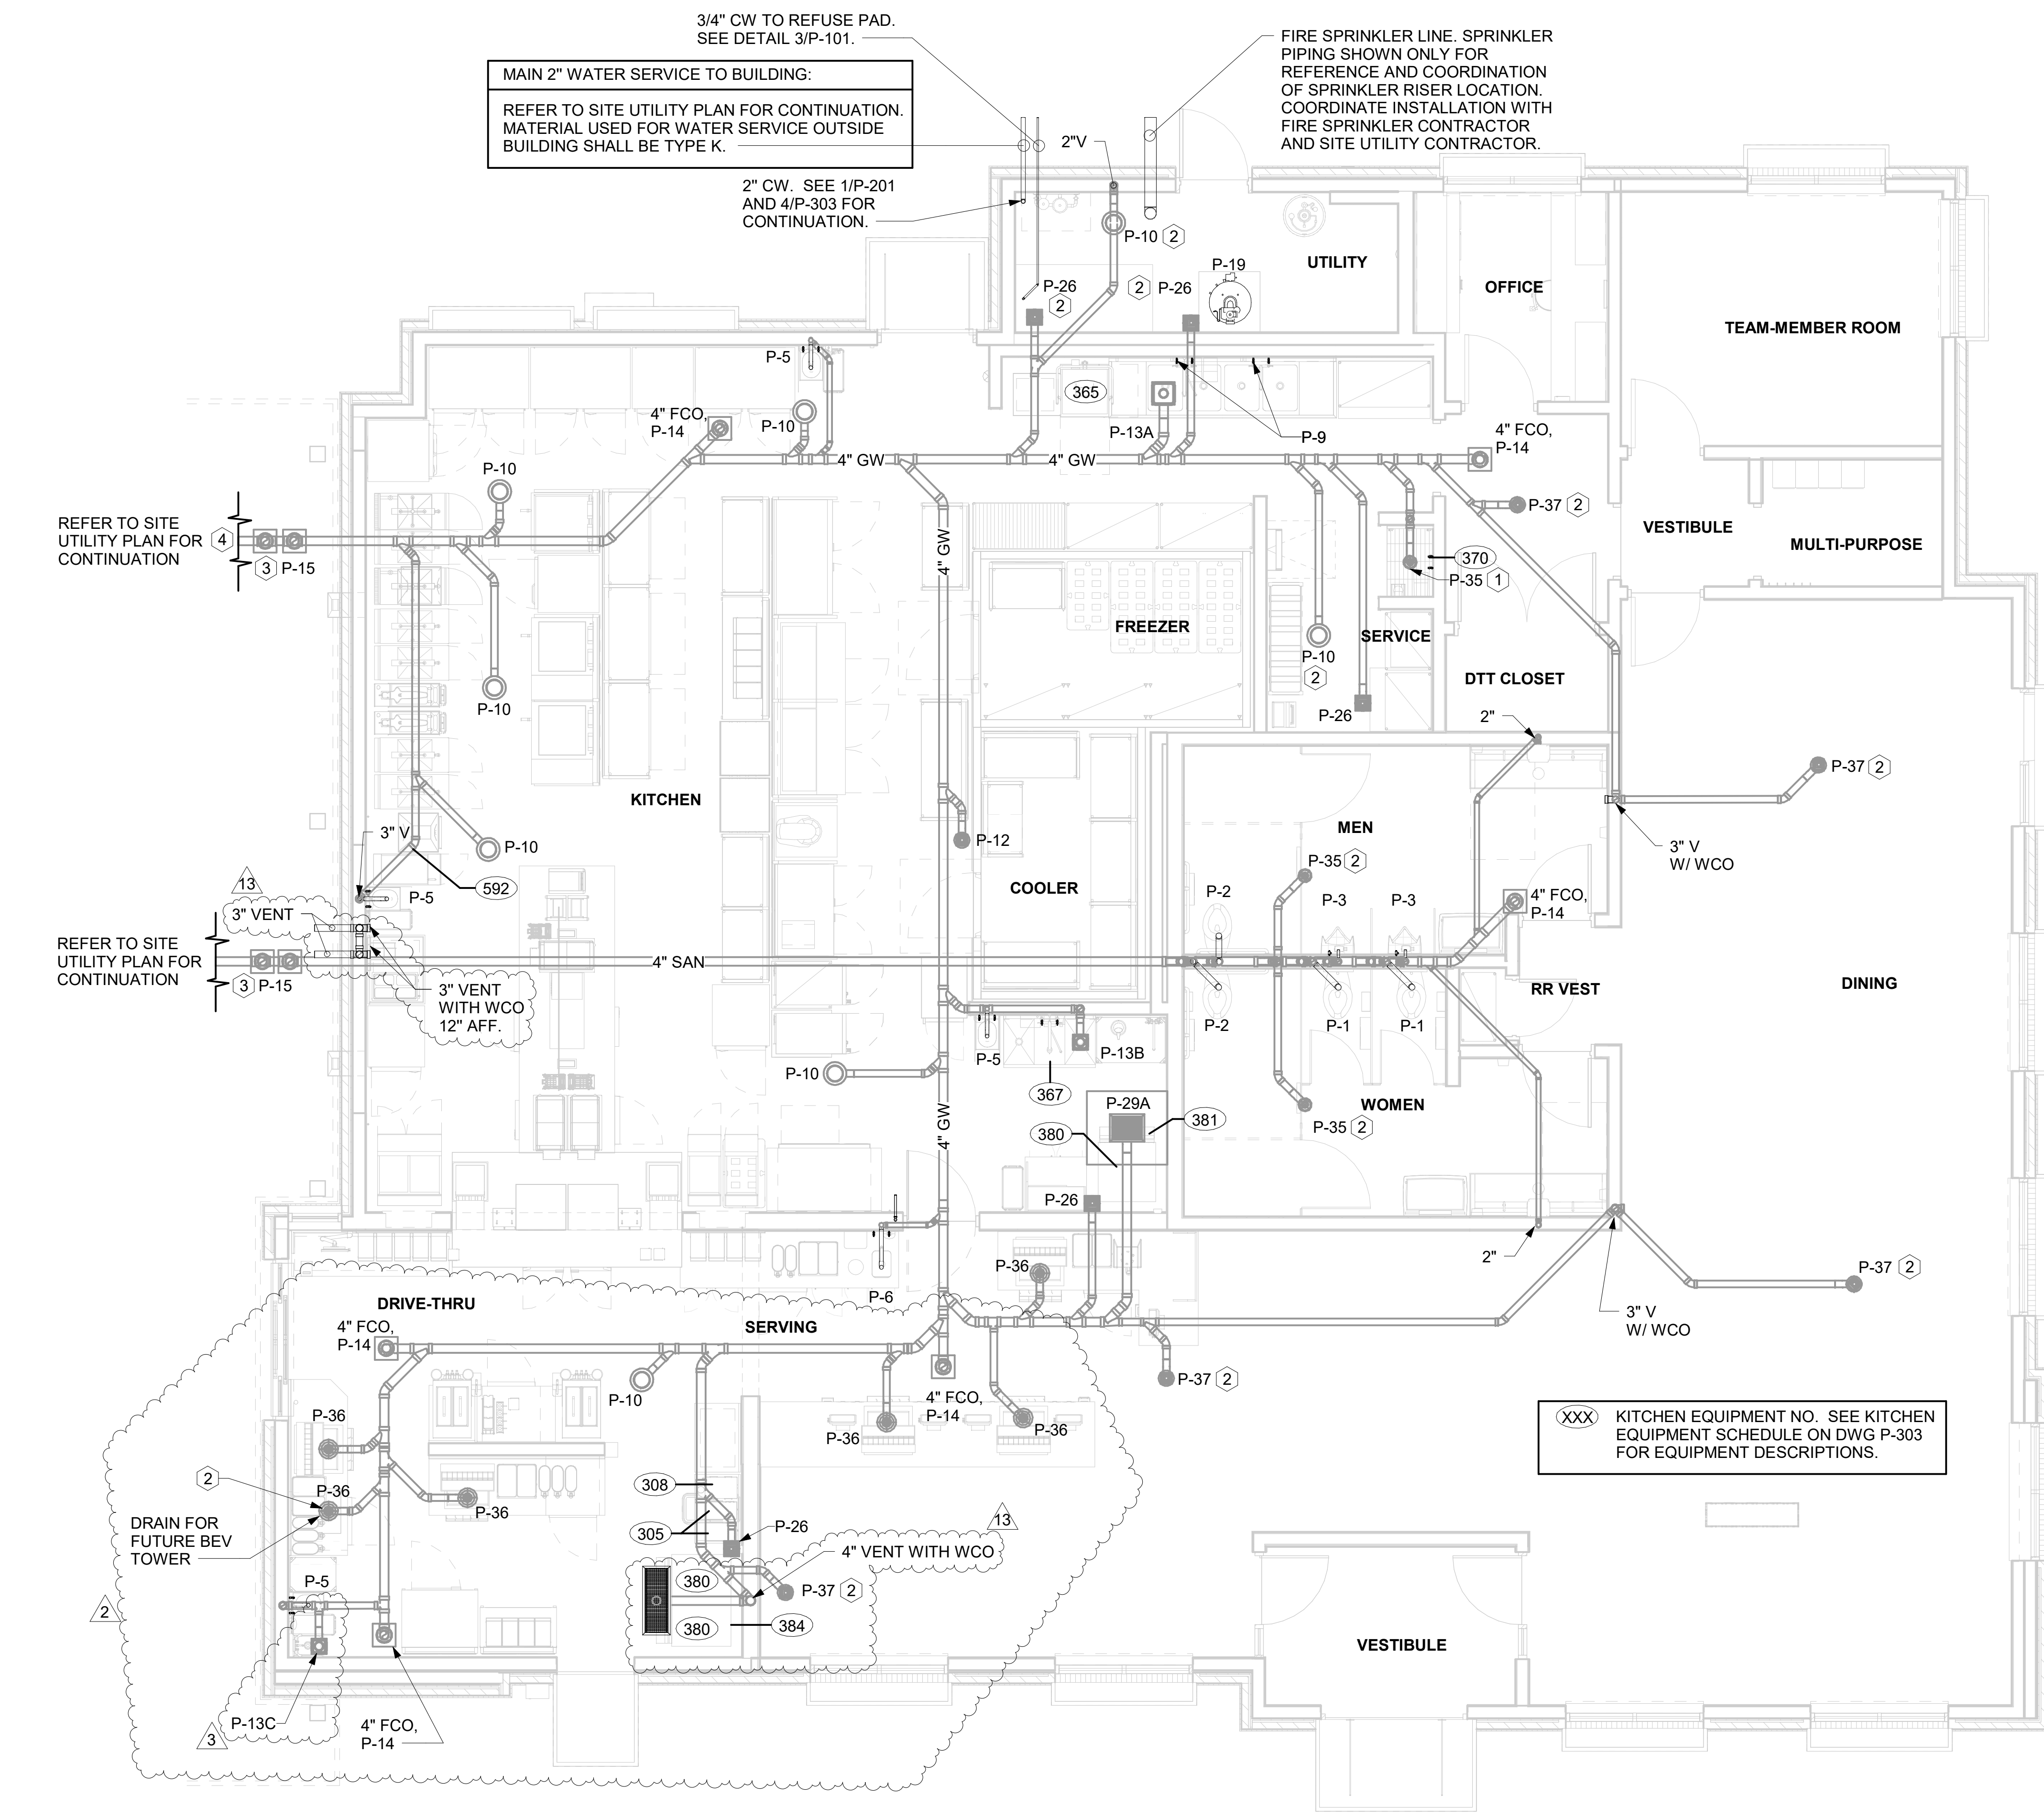 3/4" CW TO REFUSE PAD.
SEE DETAIL 3/P-101.
MAIN 2" WATER SERVICE TO BUILDING:
REFER TO SITE UTILITY PLAN FOR CONTINUATION.
MATERIAL USED FOR WATER SERVICE OUTSIDE
BUILDING SHALL BE TYPE K.
FIRE SPRINKLER LINE. SPRINKLER
PIPING SHOWN ONLY FOR
REFERENCE AND COORDINATION
OF SPRINKLER RISER LOCATION.
COORDINATE INSTALLATION WITH
FIRE SPRINKLER CONTRACTOR
AND SITE UTILITY CONTRACTOR.
2"V
2" CW. SEE 1/P-201
AND 4/P-303 FOR
CONTINUATION.
P-10 2
UTILITY
P-19
P-26
2
2 P-26
OFFICE
TEAM-MEMBER ROOM
P-5
365
4" FCO,
P-14
P-10
P-13A
P-9
4" FCO,
P-14
4" GW
4" GW
P-10
P-37 2
VESTIBULE
MULTI-PURPOSE
REFER TO SITE
UTILITY PLAN FOR
CONTINUATION
4
3 P-15
4" GW
370
P-35 1
FREEZER
SERVICE
P-10
2
DTT CLOSET
P-10
P-26
2"
P-37 2
KITCHEN
MEN
P-12
P-10
3" V
W/ WCO
3" V
P-35 2
592
COOLER
P-5
13
3" VENT
P-2
P-3
P-3
4" FCO,
P-14
REFER TO SITE
UTILITY PLAN FOR
CONTINUATION
3 P-15
4" SAN
3" VENT
WITH WCO
12" AFF.
RR VEST
DINING
P-2
P-1
P-1
P-5
P-13B
P-10
367
P-29A
4" GW
WOMEN
381
380
P-35 2
P-26
2"
P-36
P-37 2
P-6
DRIVE-THRU
SERVING
3" V
W/ WCO
4" FCO,
P-14
P-37 2
P-10
4" FCO,
P-14
P-36
P-36
P-36
XXX
KITCHEN EQUIPMENT NO. SEE KITCHEN
EQUIPMENT SCHEDULE ON DWG P-303
FOR EQUIPMENT DESCRIPTIONS.
2
P-36
P-36
308
DRAIN FOR
FUTURE BEV
TOWER
305
P-26
13
4" VENT WITH WCO
380
P-37 2
P-5
2
380
384
VESTIBULE
P-13C
3
4" FCO,
P-14